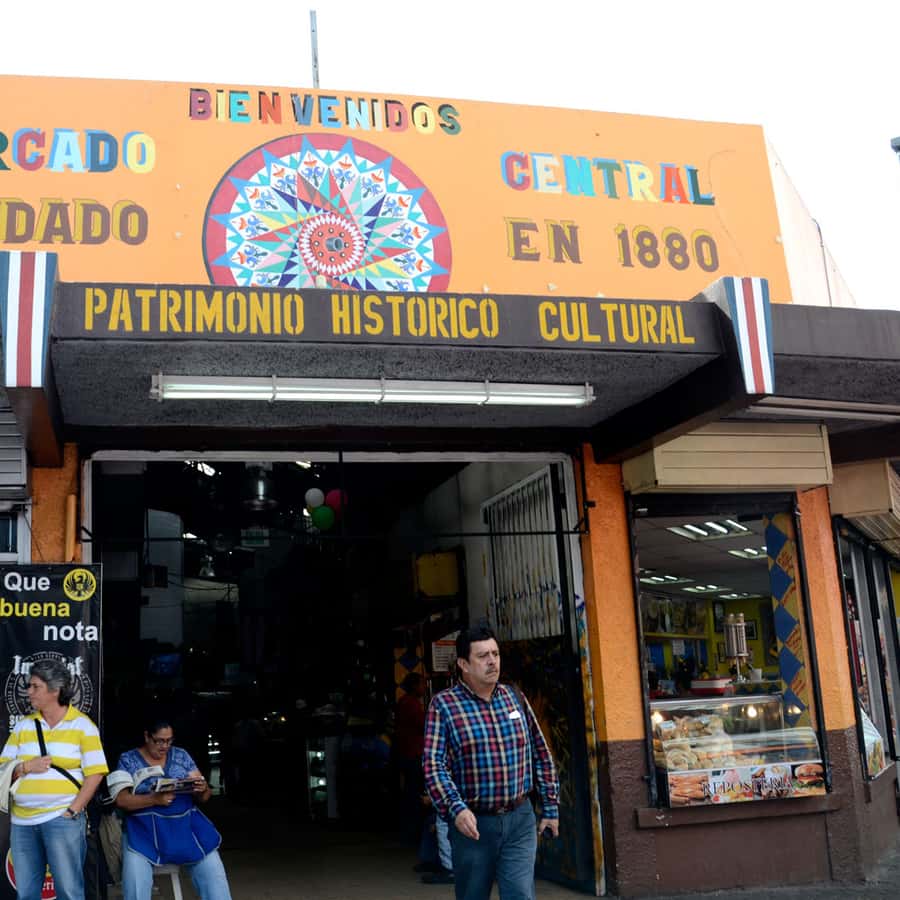 BIENVENIDOS
RCADO
CENTRAL
DADO
EN 1880
PATRIMONIO HISTORICO CULTURAL
Que
buena
nota
REPOSTERIA